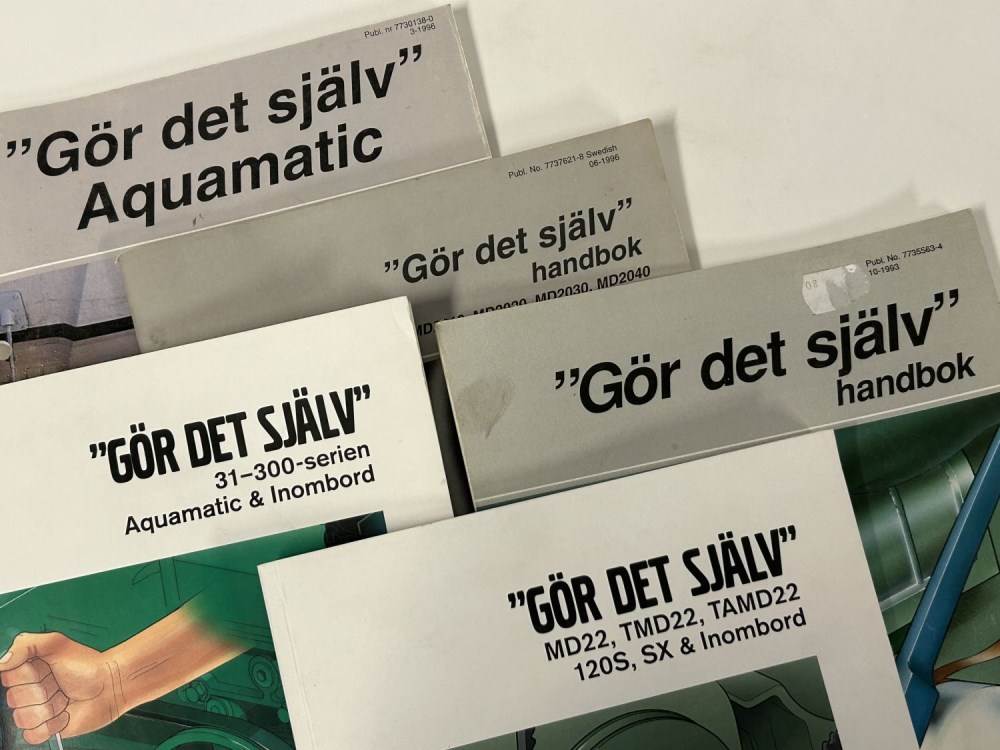 Publ. nr 7730138-0
3-1996
”Gör det själv”
Aquamatic
Publ. No. 7737621-8 Swedish
06-1996
”Gör det själv”
handbok
MD2030, MD2040
Publ. No. 7735563-4
10-1993
08
”Gör det själv”
handbok
”GÖR DET SJÄLV”
31–300-serien
Aquamatic & Inombord
”GÖR DET SJÄLV”
MD22, TMD22, TAMD22
120S, SX & Inombord